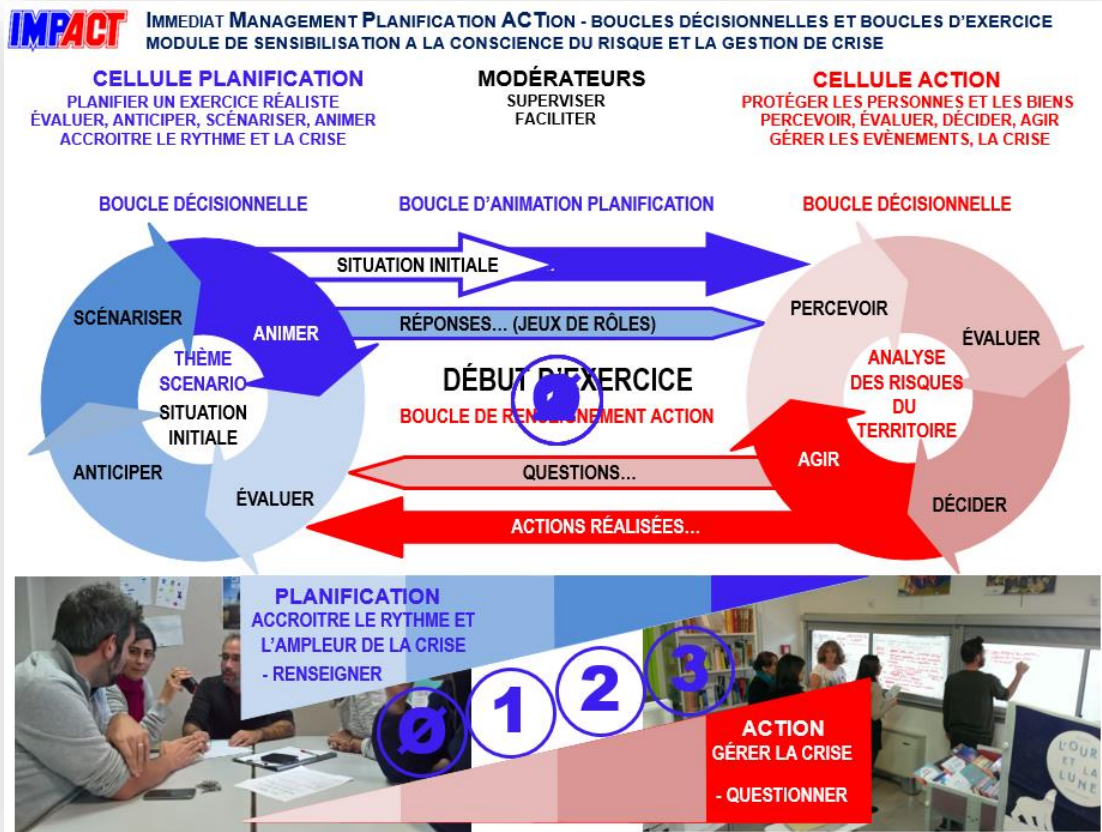 IMPACT
IMMEDIAT MANAGEMENT PLANIFICATION ACTION - BOUCLES DÉCISIONNELLES ET BOUCLES D'EXERCICE
MODULE DE SENSIBILISATION A LA CONSCIENCE DU RISQUE ET LA GESTION DE CRISE
CELLULE PLANIFICATION
PLANIFIER UN EXERCICE RÉALISTE
ÉVALUER, ANTICIPER, SCÉNARISER, ANIMER
ACCROITRE LE RYTHME ET LA CRISE
MODÉRATEURS
SUPERVISER
FACILITER
CELLULE ACTION
PROTÉGER LES PERSONNES ET LES BIENS
PERCEVOIR, ÉVALUER, DÉCIDER, AGIR
GÉRER LES EVÈNEMENTS, LA CRISE
BOUCLE DÉCISIONNELLE
BOUCLE D'ANIMATION PLANIFICATION
BOUCLE DÉCISIONNELLE
SCÉNARISER
ANIMER
THÈME
SCENARIO
SITUATION
INITIALE
ANTICIPER
ÉVALUER
SITUATION INITIALE
RÉPONSES... (JEUX DE RÔLES)
DÉBUT D'EXERCICE
Ø
BOUCLE DE RENSEIGNEMENT ACTION
QUESTIONS...
ACTIONS RÉALISÉES...
PERCEVOIR
ÉVALUER
ANALYSE
DES RISQUES
DU
TERRITOIRE
AGIR
DÉCIDER
PLANIFICATION
ACCROITRE LE RYTHME ET
L'AMPLEUR DE LA CRISE
- RENSEIGNER
Ø
1
2
3
ACTION
GÉRER LA CRISE
- QUESTIONNER
L'OUR
ET LA
LUNE